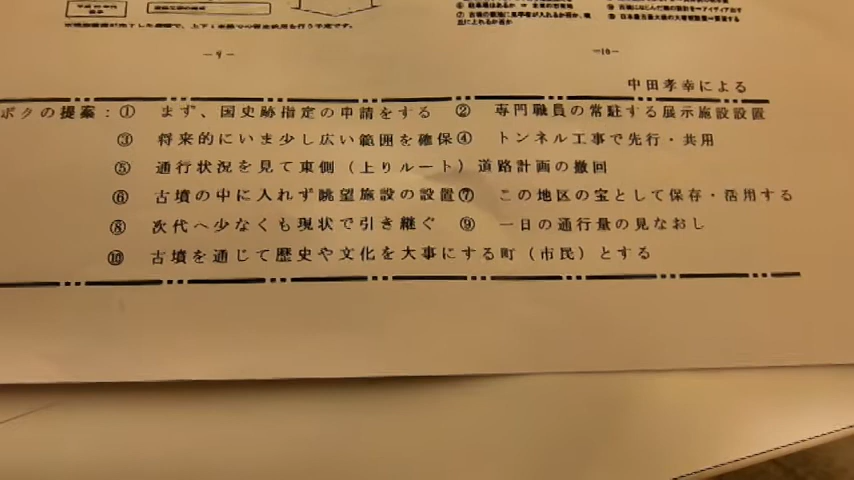 －9－
－10－
中田孝幸による
ボクの提案：① まず、国史跡指定の申請をする ② 専門職員の常駐する展示施設設置
③ 将来的にいま少し広い範囲を確保④ トンネル工事で先行・共用
⑤ 通行状況を見て東側（上りルート）道路計画の撤回
⑥ 古墳の中に入れず眺望施設の設置⑦ この地区の宝として保存・活用する
⑧ 次代へ少なくも現状で引き継ぐ ⑨ 一日の通行量の見なおし
⑩ 古墳を通じて歴史や文化を大事にする町（市民）とする